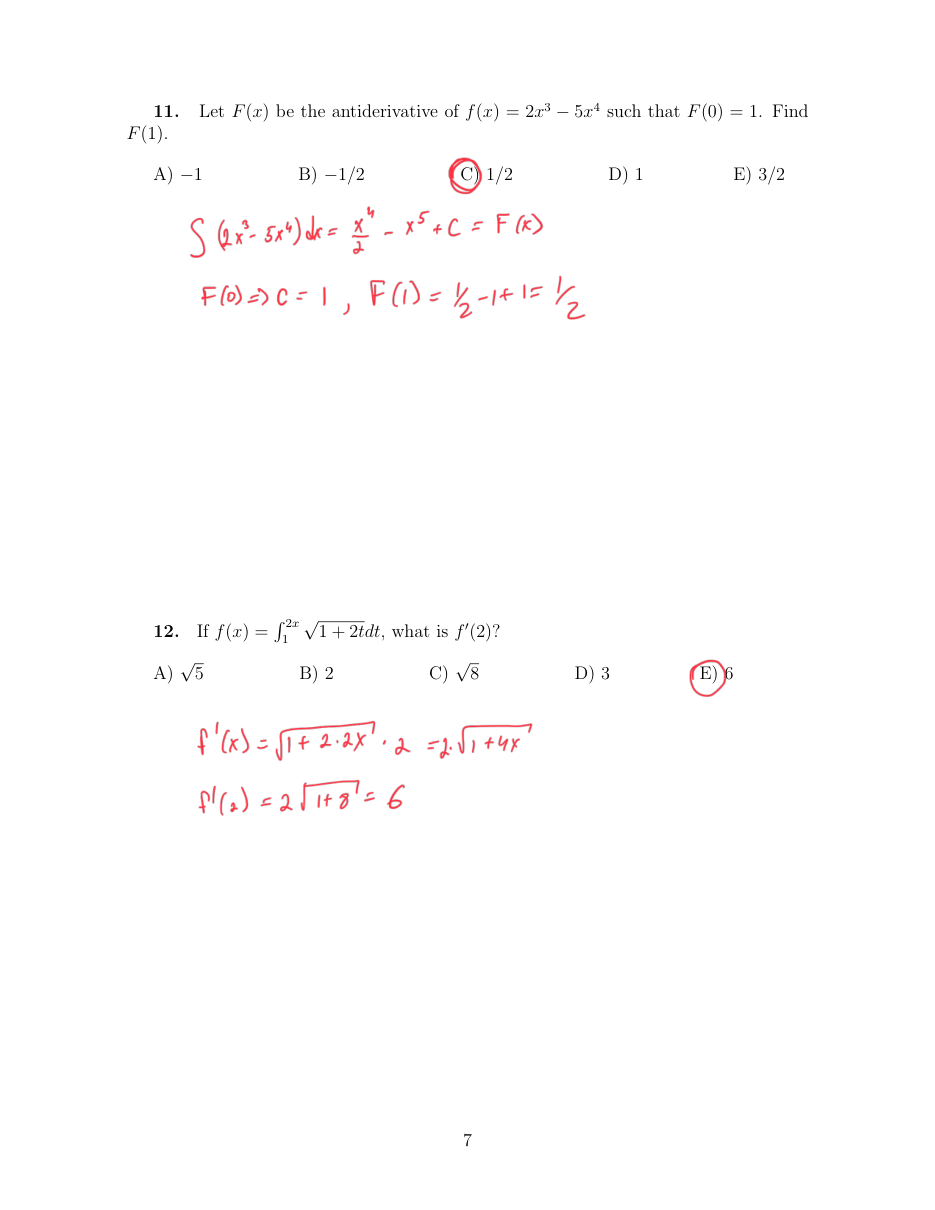 11. Let F(x) be the antiderivative of f(x) = 2x³ − 5x⁴ such that F(0) = 1. Find
F(1).
A) −1 B) −1/2 C) 1/2 D) 1 E) 3/2
∫ (2x³ - 5x⁴) dx = x⁴/2 - x⁵ + C = F(x)
F(0) => C = 1 , F(1) = 1/2 - 1 + 1 = 1/2
12. If f(x) = ∫₁²ˣ √(1 + 2t)dt, what is f′(2)?
A) √5 B) 2 C) √8 D) 3 E) 6
f'(x) = √(1 + 2·2x) · 2 = 2·√(1 + 4x)
f'(2) = 2√(1+8) = 6
7